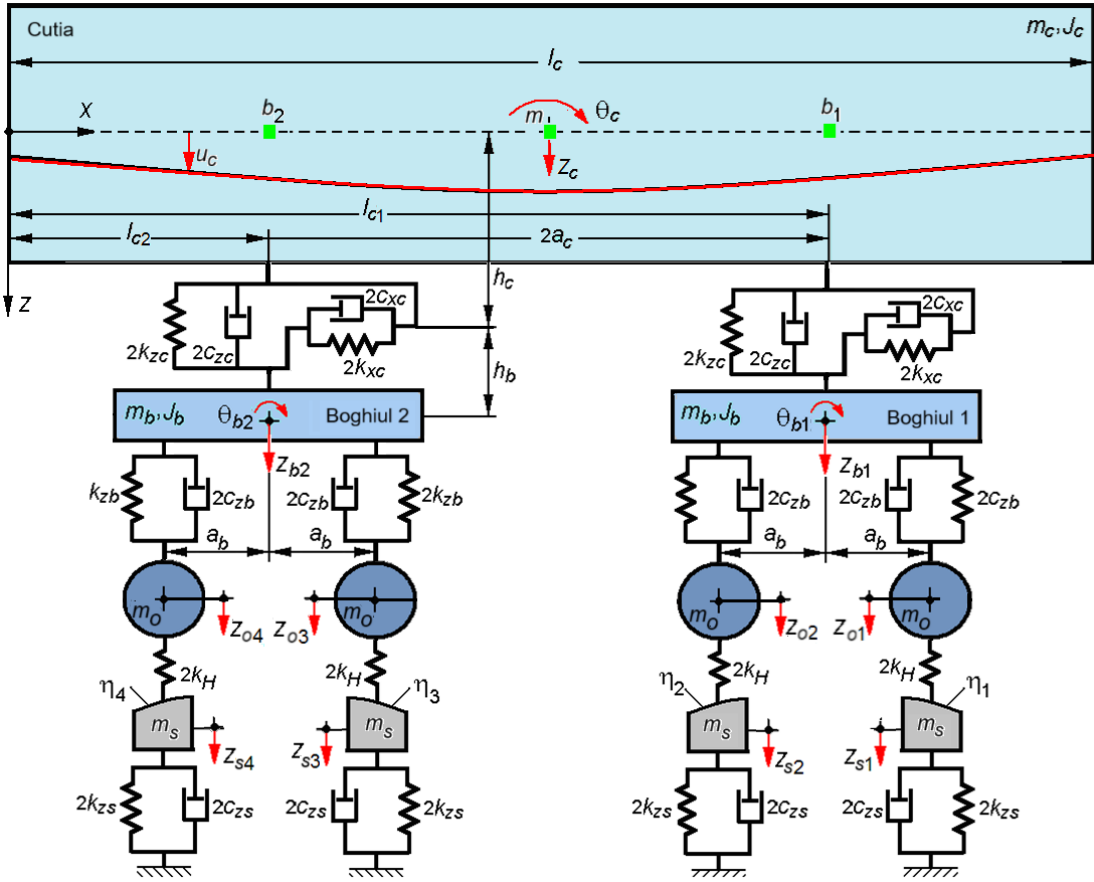 Cutia
m_c,J_c
l_c
X
b_2
m
θ_c
b_1
u_c
z_c
l_c1
l_c2
2a_c
h_c
z
2k_zc
2c_zc
2c_xc
2k_xc
2k_zc
2c_zc
2c_xc
2k_xc
h_b
m_b,J_b
θ_b2
Boghiul 2
m_b,J_b
θ_b1
Boghiul 1
z_b2
z_b1
k_zb
2c_zb
2c_zb
2k_zb
2k_zb
2c_zb
2c_zb
2c_zb
a_b
a_b
a_b
a_b
m_o
z_o4
z_o3
m_o
m_o
z_o2
z_o1
m_o
2k_H
2k_H
2k_H
2k_H
η_4
η_3
η_2
η_1
m_s
z_s4
z_s3
m_s
m_s
z_s2
z_s1
m_s
2k_zs
2c_zs
2c_zs
2k_zs
2k_zs
2c_zs
2c_zs
2k_zs